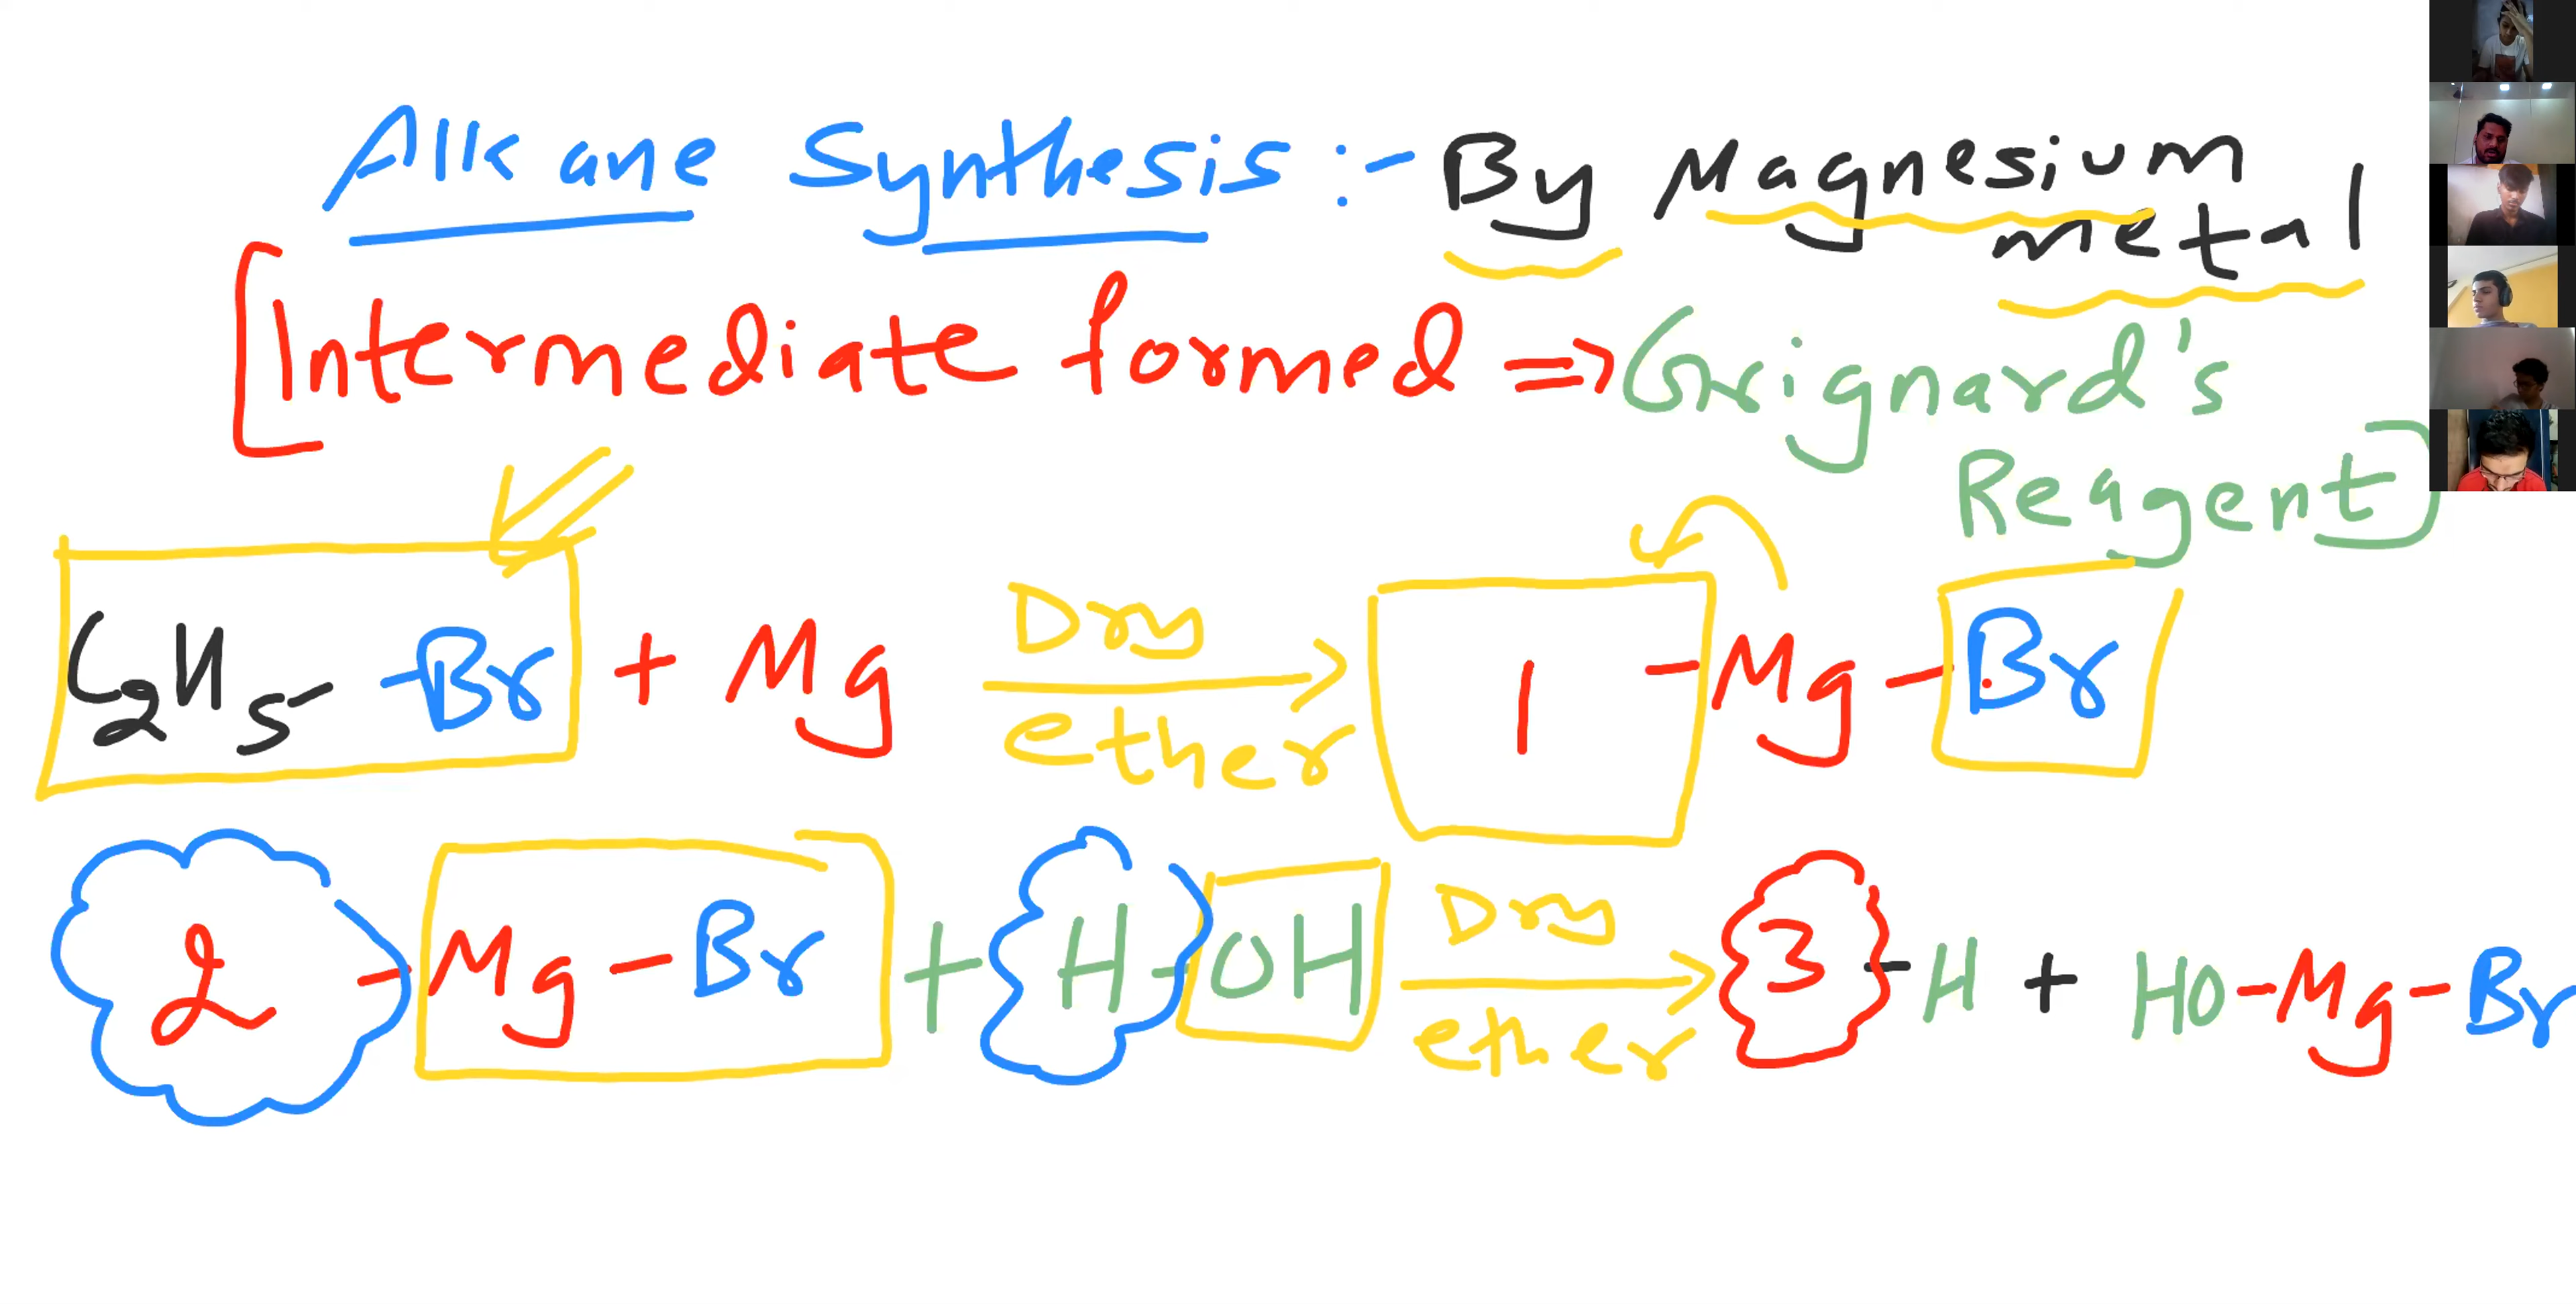 Alkane Synthesis :- By Magnesium
metal
[Intermediate formed => Grignard's
Reagent]
C2H5 -Br + Mg Dry ether 1 -Mg-Br
2 -Mg-Br + H-OH Dry ether 3 -H + HO-Mg-Br